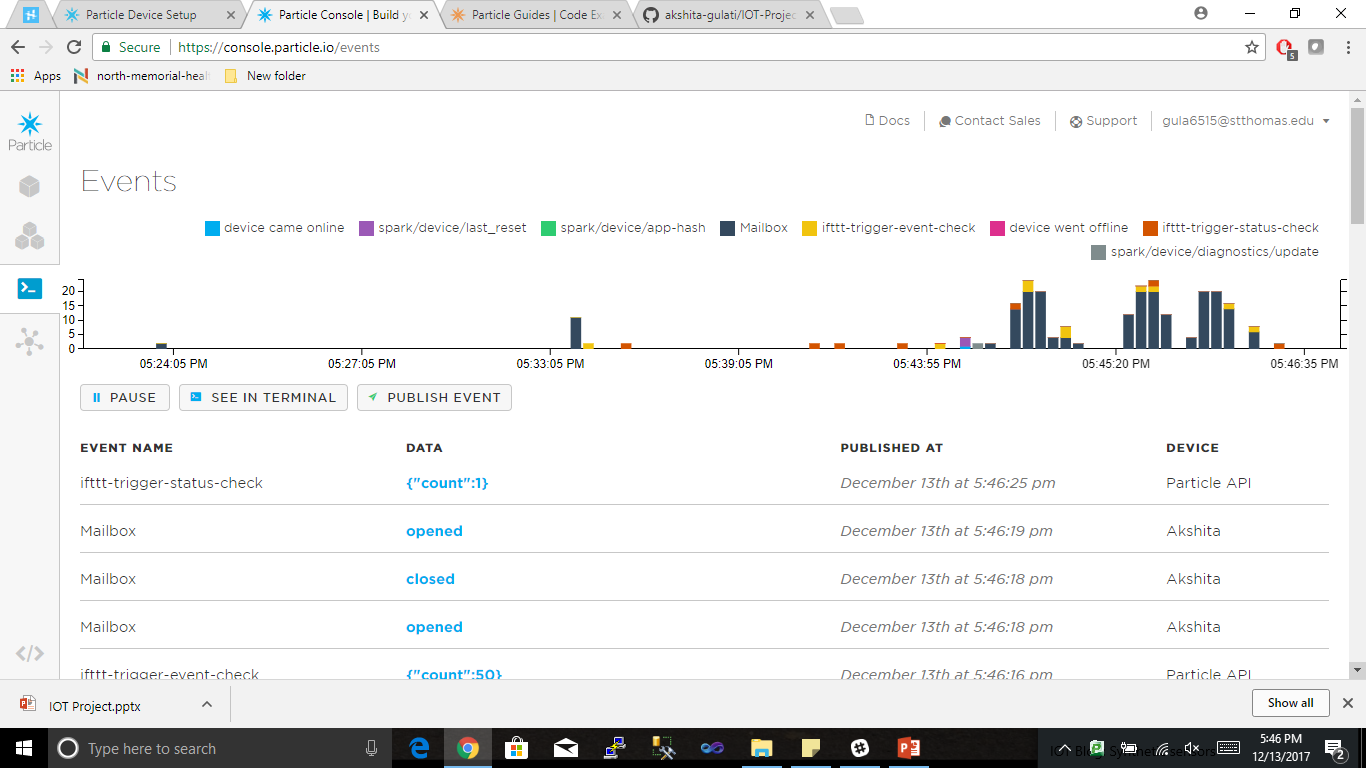 Particle Device Setup
Particle Console | Build y
Particle Guides | Code Ex
akshita-gulati/IOT-Projec
Secure https://console.particle.io/events
5
Apps north-memorial-heal New folder
Particle
Docs Contact Sales Support gula6515@stthomas.edu
Events
device came online spark/device/last_reset spark/device/app-hash Mailbox ifttt-trigger-event-check device went offline ifttt-trigger-status-check
spark/device/diagnostics/update
20
15
10
5
0
05:24:05 PM 05:27:05 PM 05:33:05 PM 05:39:05 PM 05:43:55 PM 05:45:20 PM 05:46:35 PM
PAUSE SEE IN TERMINAL PUBLISH EVENT
EVENT NAME DATA PUBLISHED AT DEVICE
ifttt-trigger-status-check {"count":1} December 13th at 5:46:25 pm Particle API
Mailbox opened December 13th at 5:46:19 pm Akshita
Mailbox closed December 13th at 5:46:18 pm Akshita
Mailbox opened December 13th at 5:46:18 pm Akshita
ifttt-trigger-event-check {"count":50} December 13th at 5:46:16 pm Particle API
IOT Project.pptx Show all
Type here to search
5:46 PM
12/13/2017
2